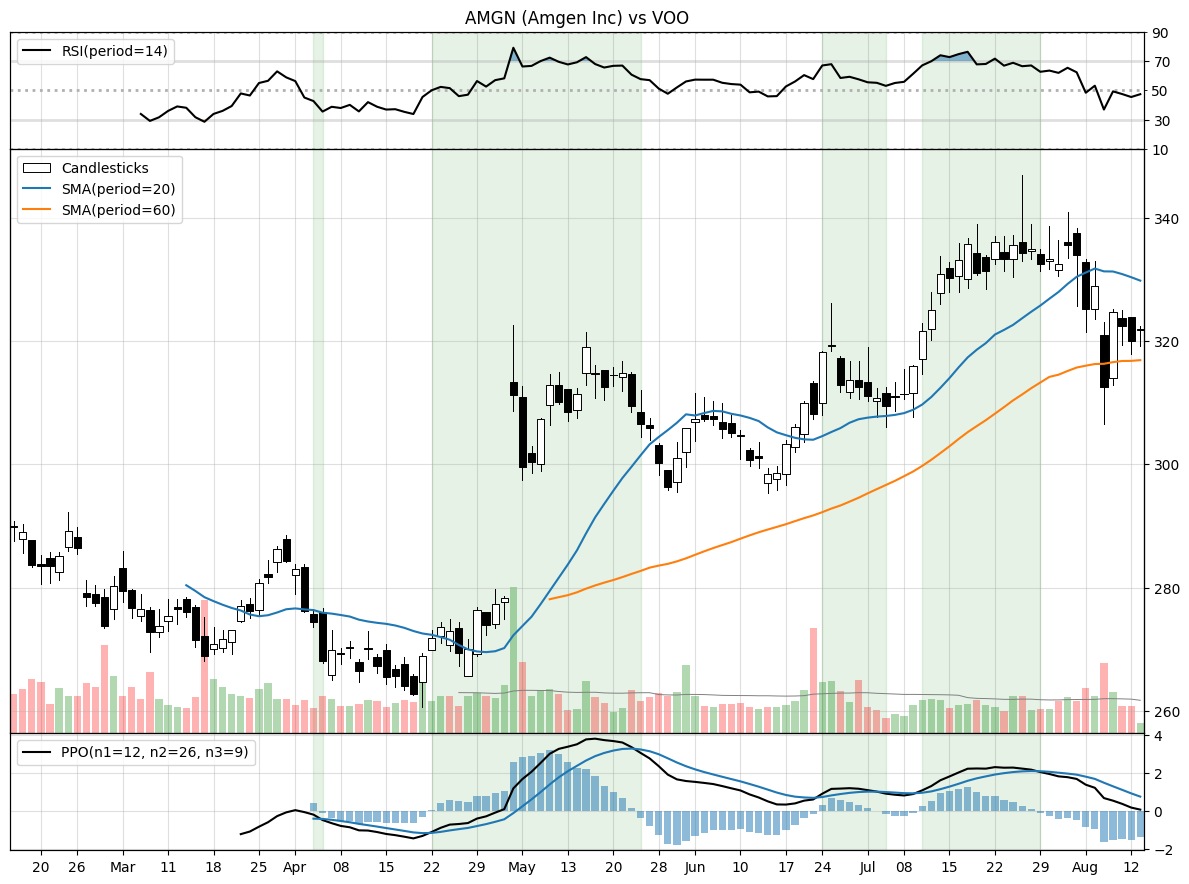 AMGN (Amgen Inc) vs VOO
RSI(period=14)
90
70
50
30
10
Candlesticks
SMA(period=20)
SMA(period=60)
340
320
300
280
260
PPO(n1=12, n2=26, n3=9)
4
2
0
−2
20 26 Mar 11 18 25 Apr 08 15 22 29 May 13 20 28 Jun 10 17 24 Jul 08 15 22 29 Aug 12